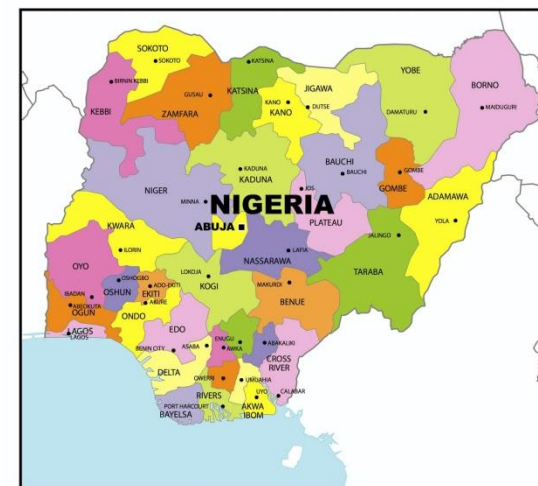 SOKOTO
SOKOTO
KATSINA
BIRNIN KEBBI
KATSINA
JIGAWA
YOBE
BORNO
GUSAU
KANO
KEBBI
ZAMFARA
KANO
DUTSE
DAMATURU
MAIDUGURI
KADUNA
BAUCHI
BAUCHI
GOMBE
KADUNA
NIGER
MINNA
JOS
GOMBE
ADAMAWA
NIGERIA
PLATEAU
YOLA
KWARA
ABUJA
JALINGO
ILORIN
LAFIA
NASSARAWA
OYO
LOKOJA
TARABA
OSHOGBO
KOGI
MAKURDI
ADO-EKITI
OSHUN
EKITI
IBADAN
BENUE
AKURE
ABEOKUTA
OGUN
ONDO
LAGOS
EDO
LAGOS
ENUGU
ABAKALIKI
BENIN CITY
ASABA
AWKA
CROSS
RIVER
DELTA
OWERRI
UMUAHIA
UYO
CALABAR
RIVERS
PORT HARCOURT
AKWA
IBOM
BAYELSA